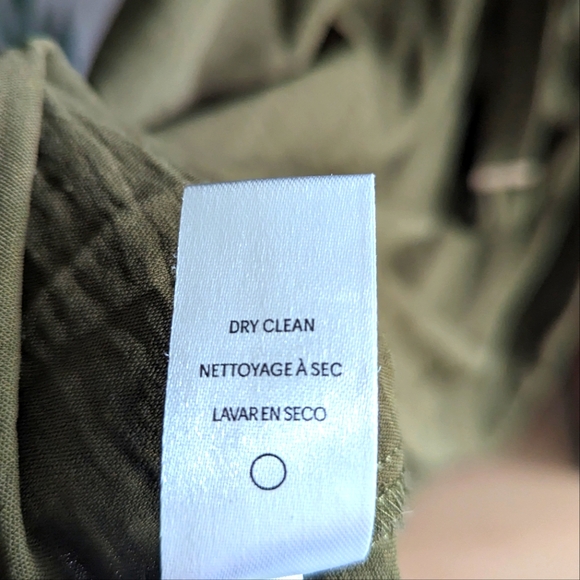 DRY CLEAN
NETTOYAGE À SEC
LAVAR EN SECO